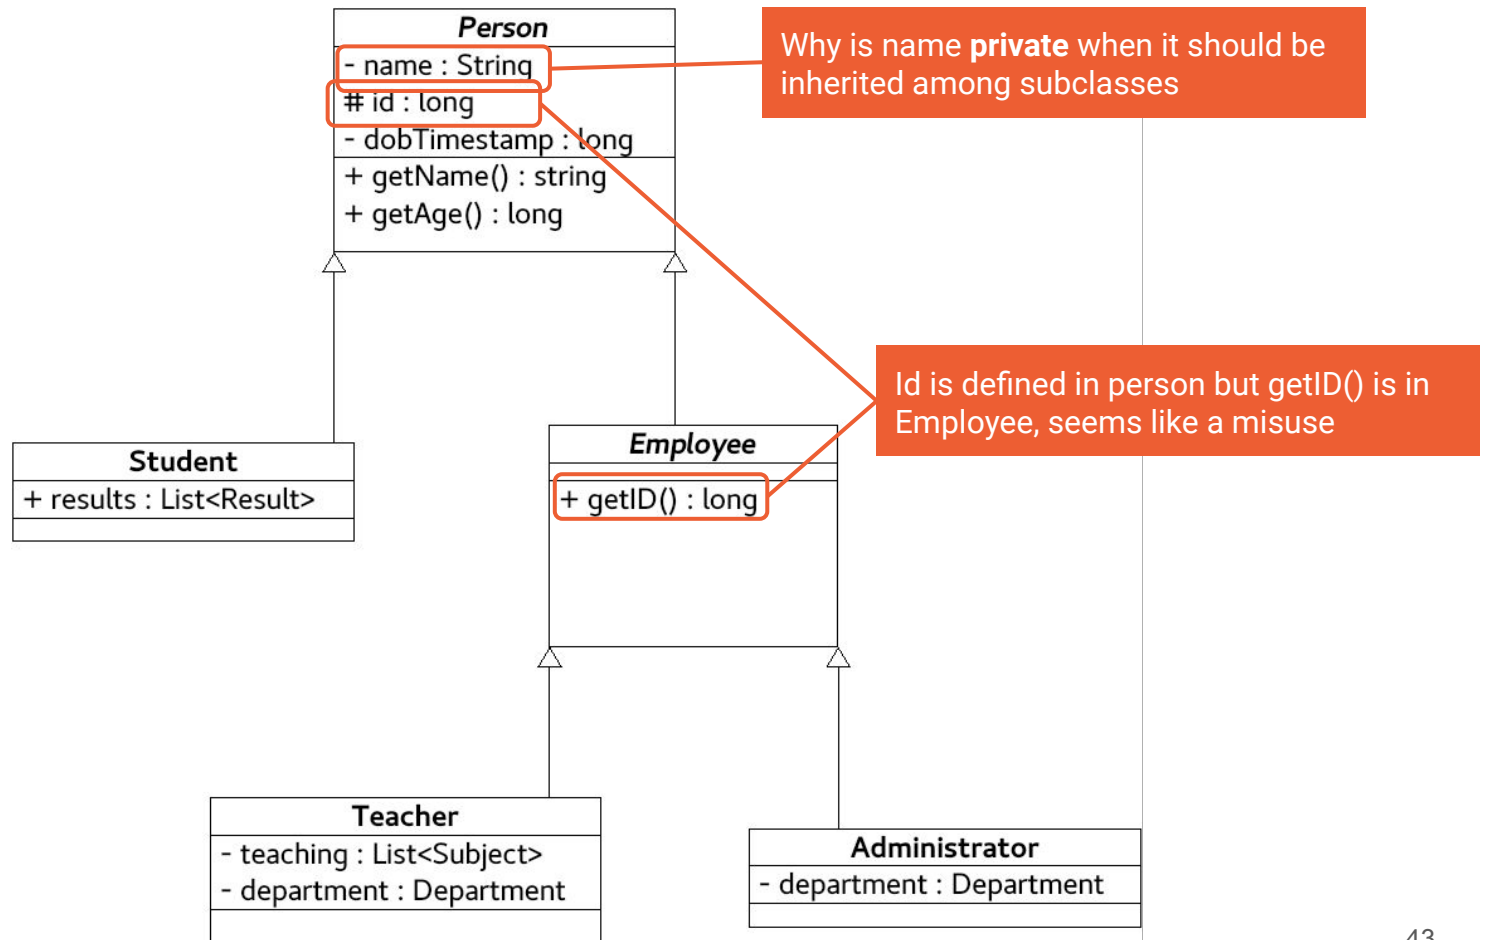 Person
- name : String
# id : long
- dobTimestamp : long
+ getName() : string
+ getAge() : long
Why is name private when it should be
inherited among subclasses
Id is defined in person but getID() is in
Employee, seems like a misuse
Student
+ results : List<Result>
Employee
+ getID() : long
Teacher
- teaching : List<Subject>
- department : Department
Administrator
- department : Department
43